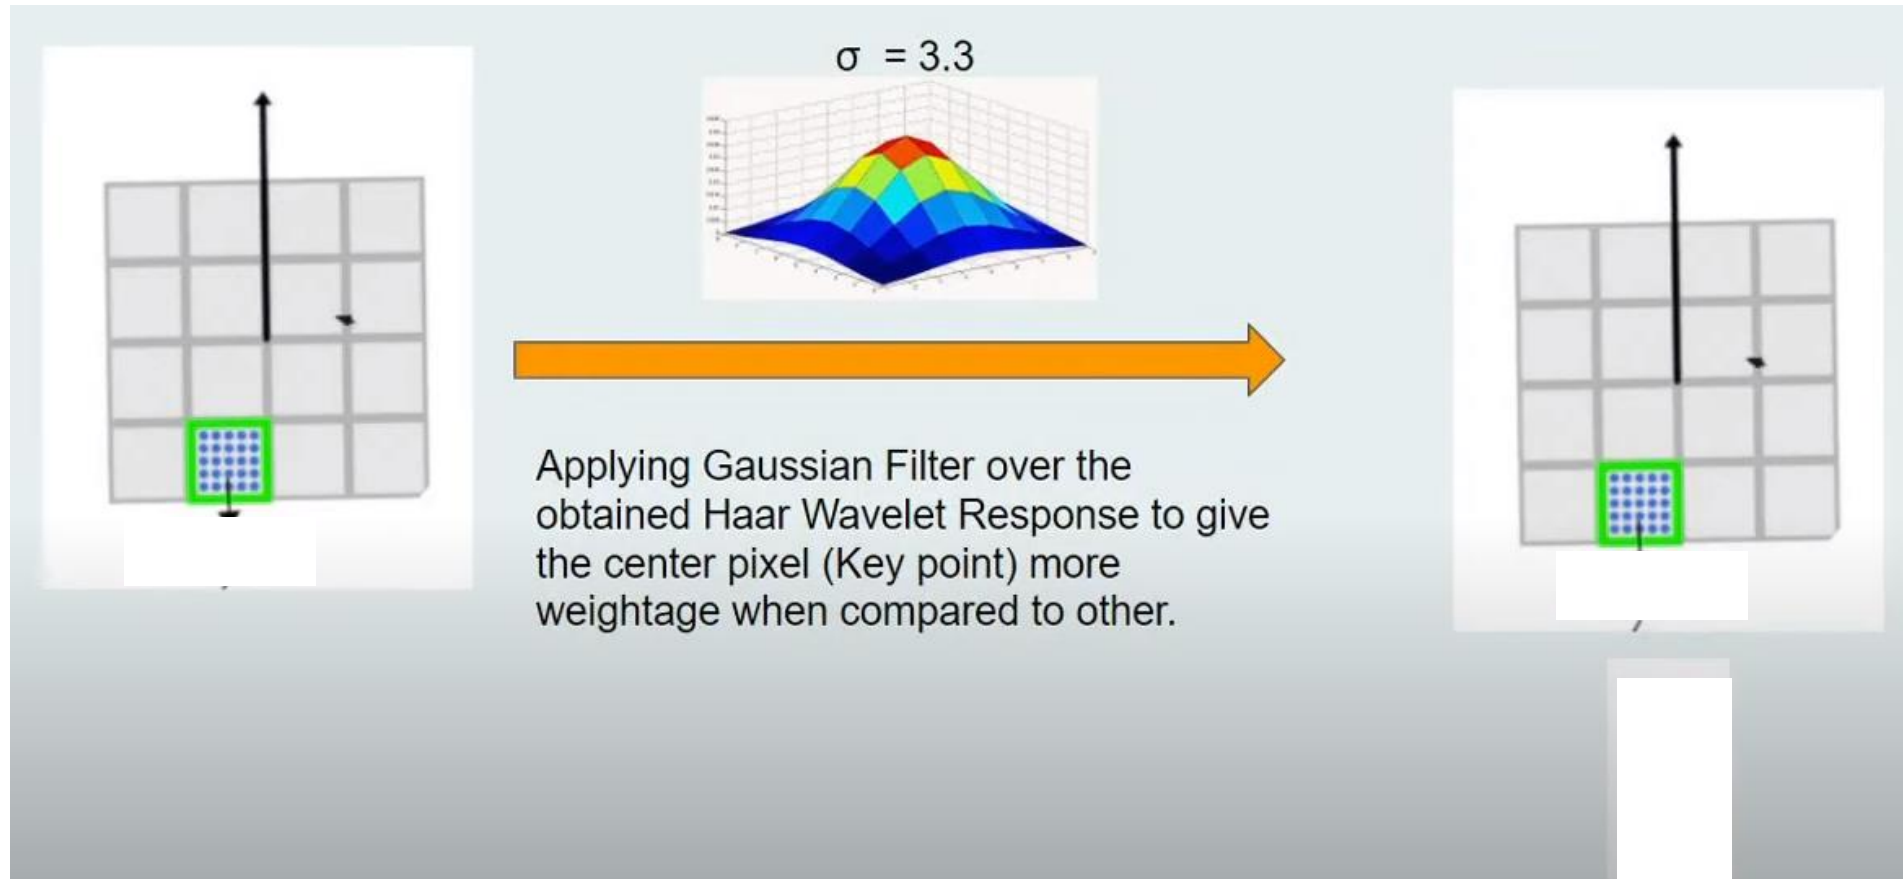 σ = 3.3
Applying Gaussian Filter over the
obtained Haar Wavelet Response to give
the center pixel (Key point) more
weightage when compared to other.